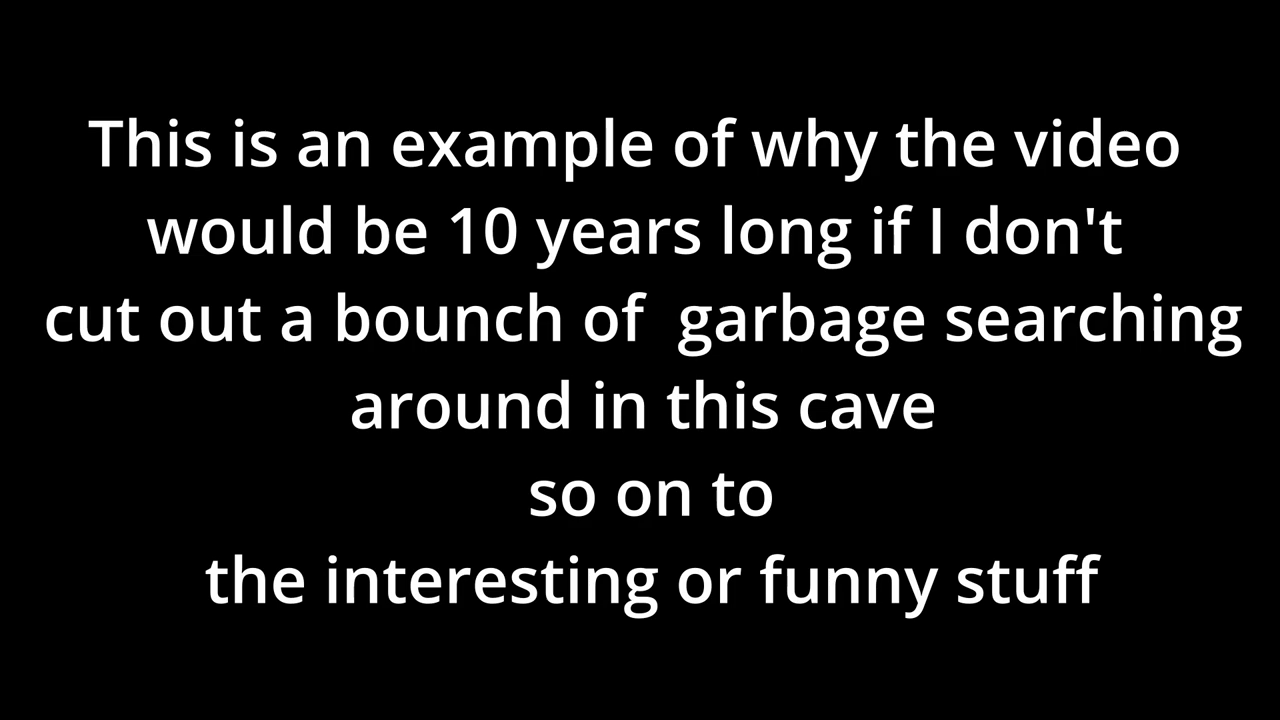 This is an example of why the video
would be 10 years long if I don't
cut out a bounch of  garbage searching
around in this cave
so on to
the interesting or funny stuff